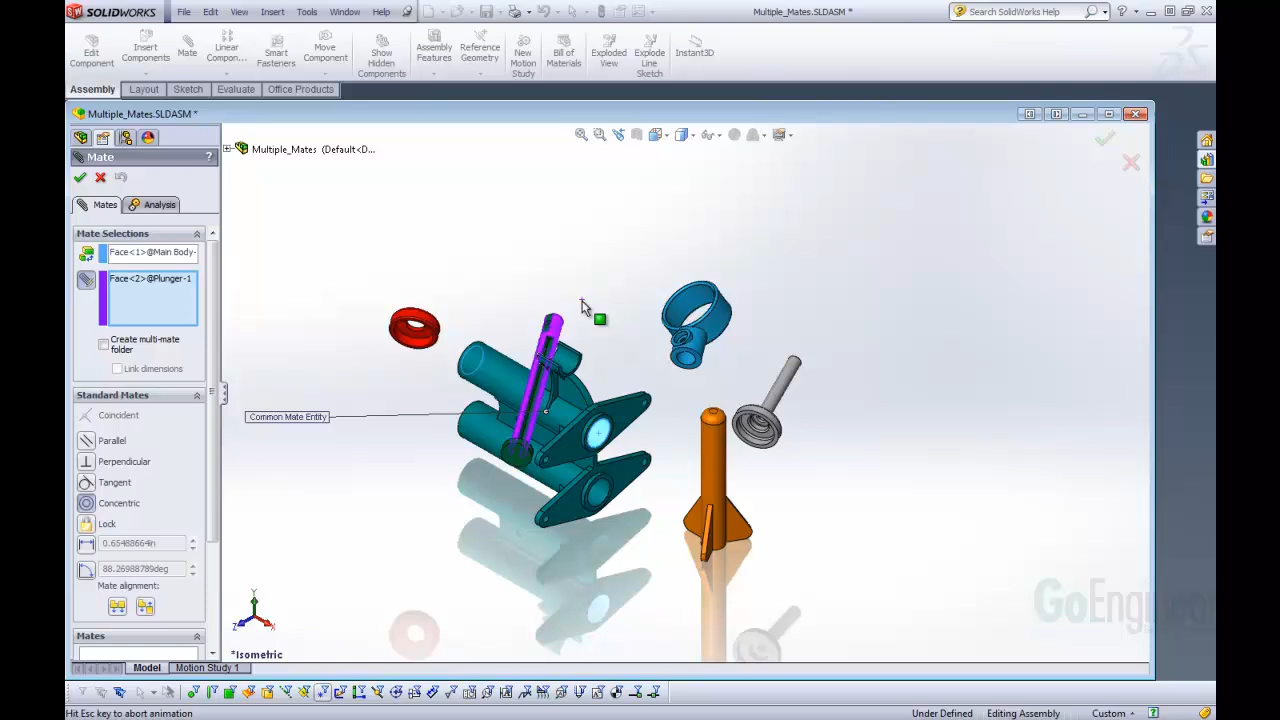 SOLIDWORKS
File Edit View Insert Tools Window Help
Multiple_Mates.SLDASM *
Search SolidWorks Help
Edit Component
Insert Components
Mate
Linear Compon...
Smart Fasteners
Move Component
Show Hidden Components
Assembly Features
Reference Geometry
New Motion Study
Bill of Materials
Exploded View
Explode Line Sketch
Instant3D
Assembly Layout Sketch Evaluate Office Products
Multiple_Mates.SLDASM *
Multiple_Mates (Default<D...
Mate ?
Mates Analysis
Mate Selections
Face<1>@Main Body-
Face<2>@Plunger-1
Create multi-mate folder
Link dimensions
Standard Mates
Coincident
Parallel
Perpendicular
Tangent
Concentric
Lock
0.65488664in
88.26988789deg
Mate alignment:
Mates
Common Mate Entity
Y
Z
X
*Isometric
GoEngineer
Model Motion Study 1
Hit Esc key to abort animation
Under Defined Editing Assembly Custom